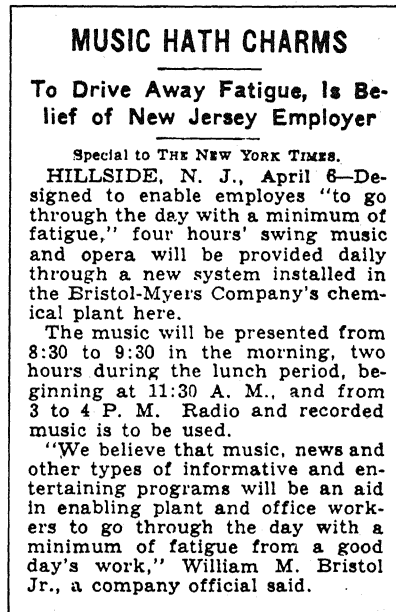 MUSIC HATH CHARMS
To Drive Away Fatigue, Is Be-
lief of New Jersey Employer
Special to THE NEW YORK TIMES.
HILLSIDE, N. J., April 6—De-
signed to enable employes "to go
through the day with a minimum of
fatigue," four hours' swing music
and opera will be provided daily
through a new system installed in
the Bristol-Myers Company's chem-
ical plant here.
The music will be presented from
8:30 to 9:30 in the morning, two
hours during the lunch period, be-
ginning at 11:30 A. M., and from
3 to 4 P. M. Radio and recorded
music is to be used.
"We believe that music, news and
other types of informative and en-
tertaining programs will be an aid
in enabling plant and office work-
ers to go through the day with a
minimum of fatigue from a good
day's work," William M. Bristol
Jr., a company official said.